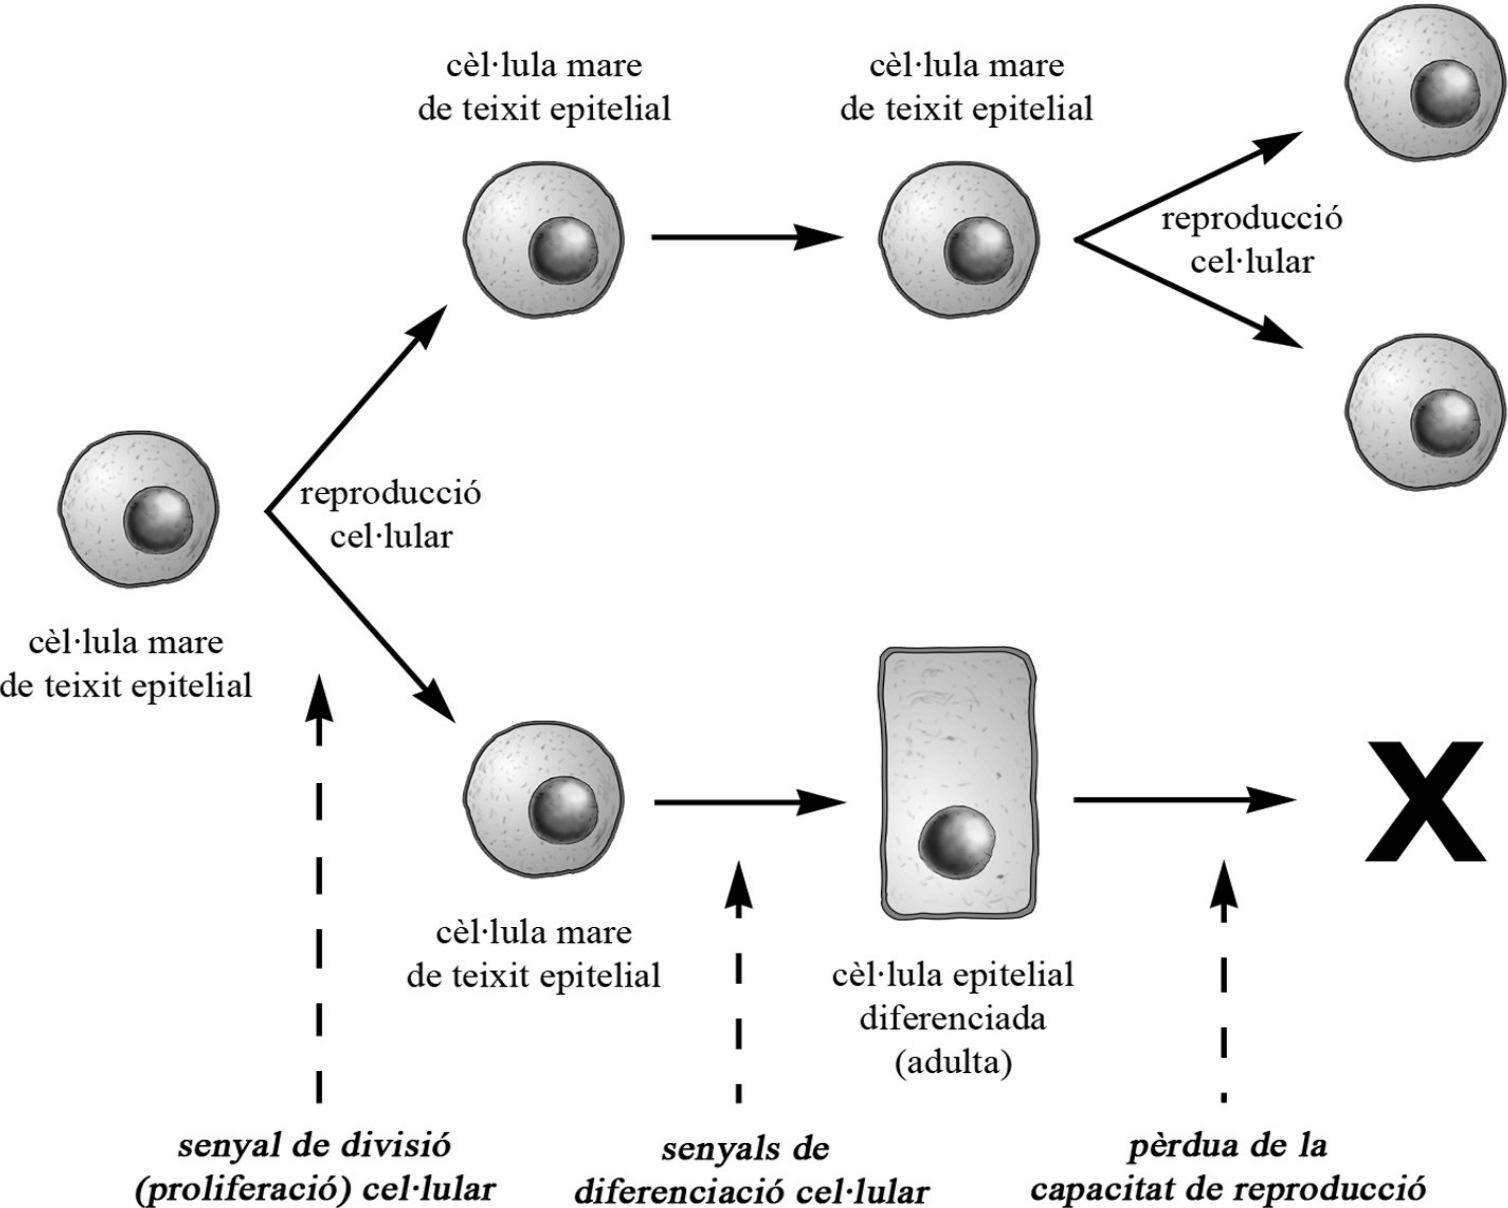 cèl·lula mare
de teixit epitelial
cèl·lula mare
de teixit epitelial
reproducció
cel·lular
reproducció
cel·lular
cèl·lula mare
de teixit epitelial
cèl·lula mare
de teixit epitelial
cèl·lula epitelial
diferenciada
(adulta)
X
senyal de divisió
(proliferació) cel·lular
senyals de
diferenciació cel·lular
pèrdua de la
capacitat de reproducció